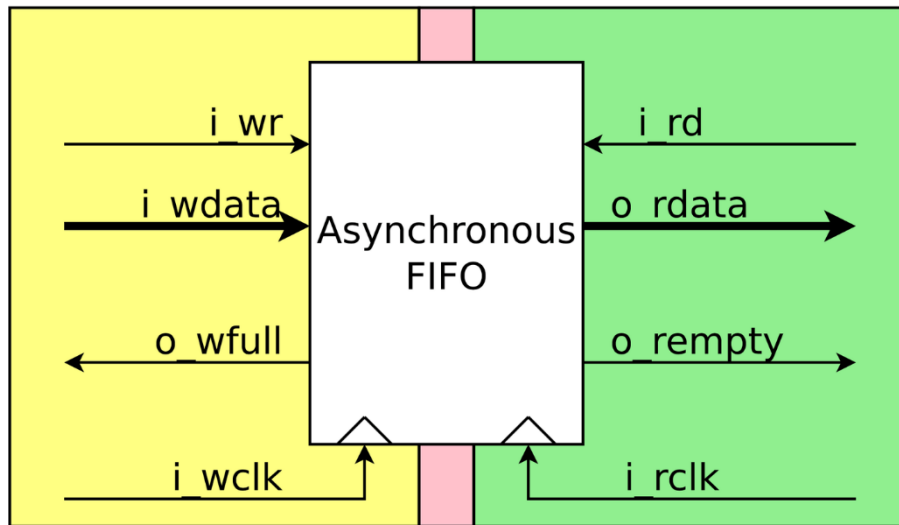 i_wr
i_rd
i_wdata
o_rdata
Asynchronous
FIFO
o_wfull
o_rempty
i_wclk
i_rclk